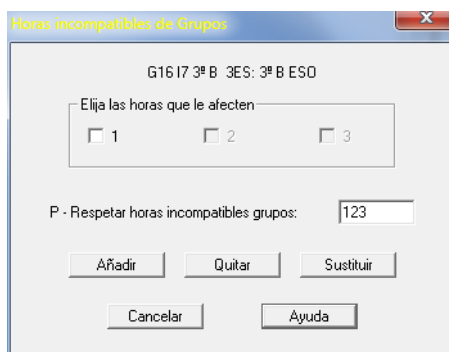 Horas incompatibles de Grupos
G16 I7 3º B 3ES: 3º B ESO
Elija las horas que le afecten
1 2 3
P - Respetar horas incompatibles grupos: 123
Añadir Quitar Sustituir
Cancelar Ayuda